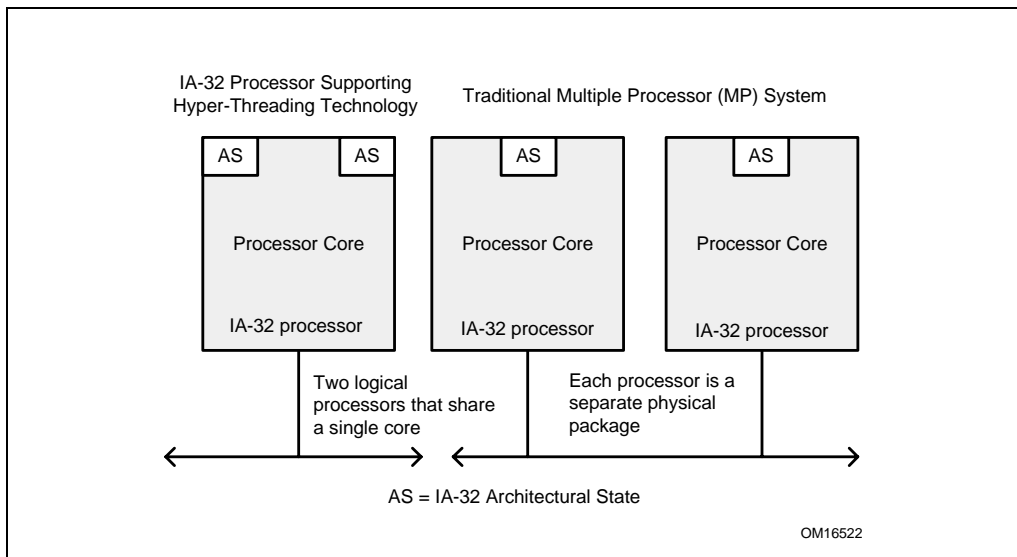 IA-32 Processor Supporting
Hyper-Threading Technology
Traditional Multiple Processor (MP) System
AS
AS
AS
AS
Processor Core
Processor Core
Processor Core
IA-32 processor
IA-32 processor
IA-32 processor
Two logical
processors that share
a single core
Each processor is a
separate physical
package
AS = IA-32 Architectural State
OM16522